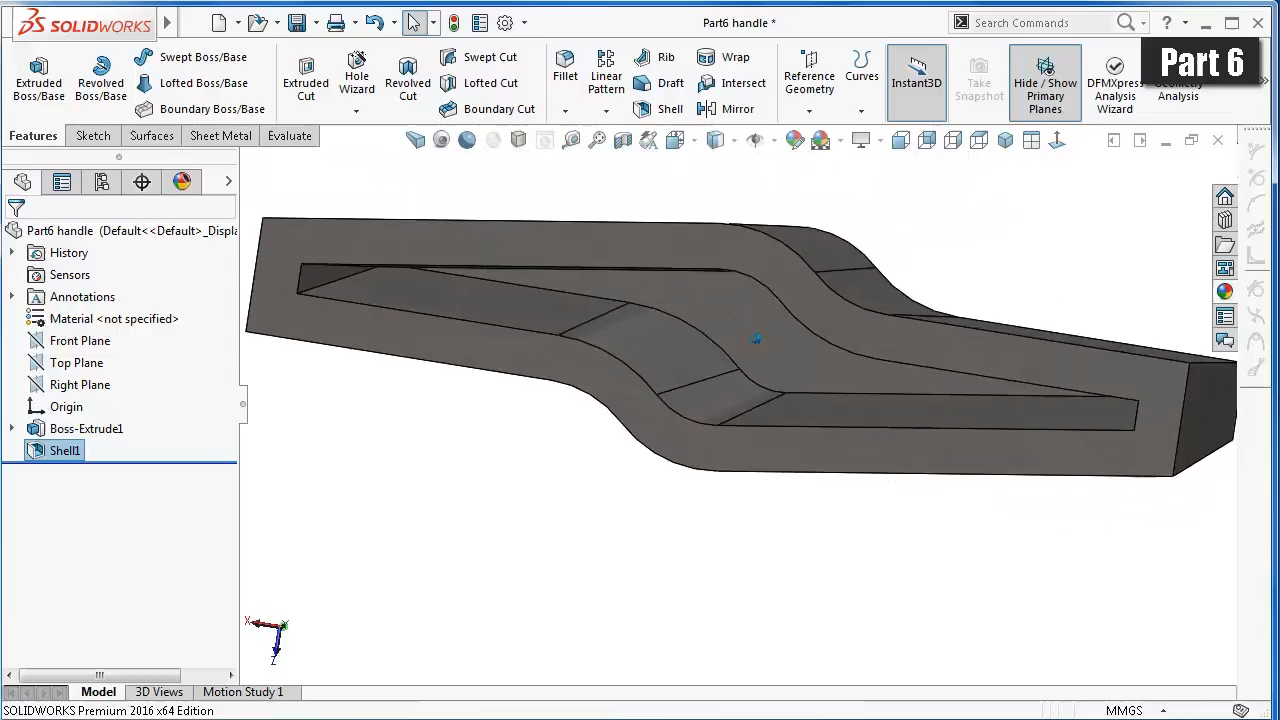 SOLIDWORKS
Part6 handle *
Search Commands
?
Part 6
Extruded Boss/Base
Revolved Boss/Base
Swept Boss/Base
Lofted Boss/Base
Boundary Boss/Base
Extruded Cut
Hole Wizard
Revolved Cut
Swept Cut
Lofted Cut
Boundary Cut
Fillet
Linear Pattern
Rib
Draft
Shell
Wrap
Intersect
Mirror
Reference Geometry
Curves
Instant3D
Take Snapshot
Hide / Show Primary Planes
DFMXpress Analysis Wizard
Analysis
Features
Sketch
Surfaces
Sheet Metal
Evaluate
Part6 handle (Default<<Default>_Displa
History
Sensors
Annotations
Material <not specified>
Front Plane
Top Plane
Right Plane
Origin
Boss-Extrude1
Shell1
X
Z
Model
3D Views
Motion Study 1
SOLIDWORKS Premium 2016 x64 Edition
MMGS